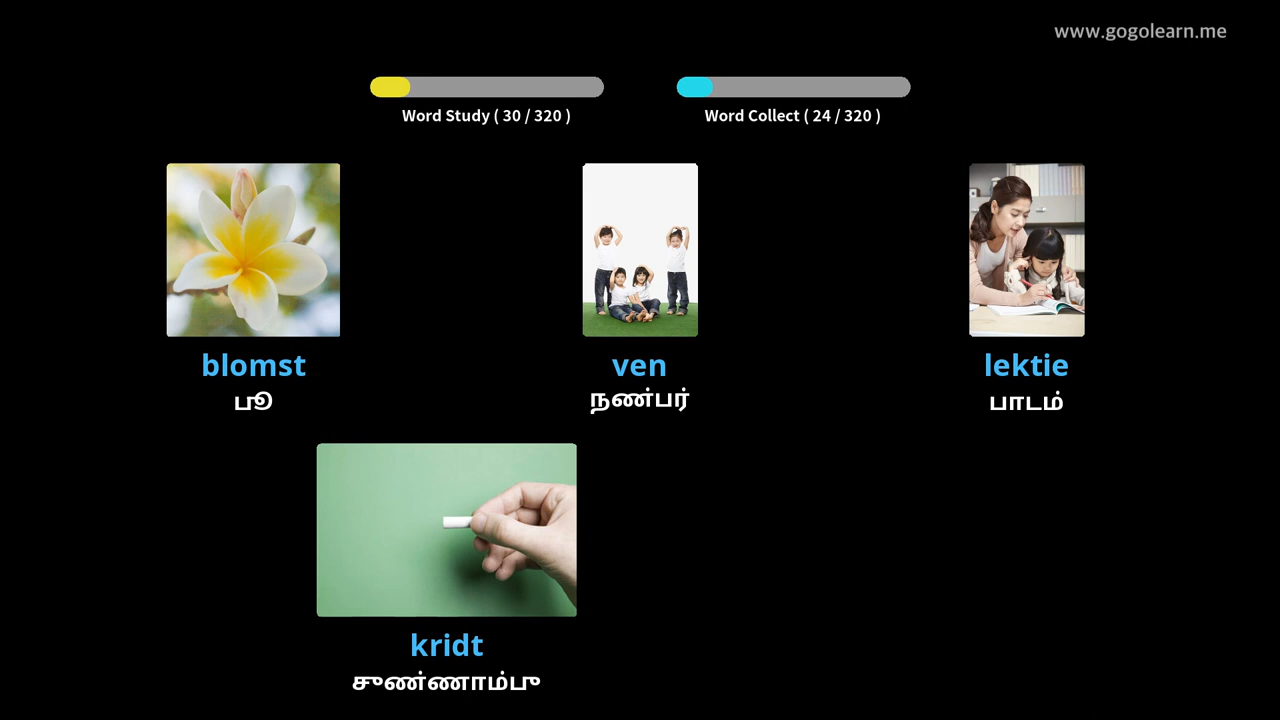 www.gogolearn.me
Word Study ( 30 / 320 )
Word Collect ( 24 / 320 )
blomst
பூ
ven
நண்பர்
lektie
பாடம்
kridt
சுண்ணாம்பு